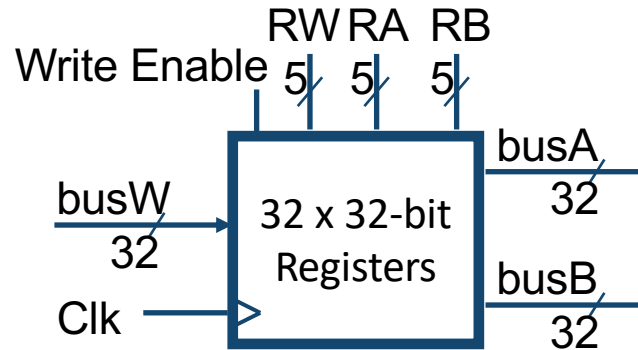 RW RA RB
Write Enable
5 5 5
busW
32
Clk
32 x 32-bit
Registers
busA
32
busB
32